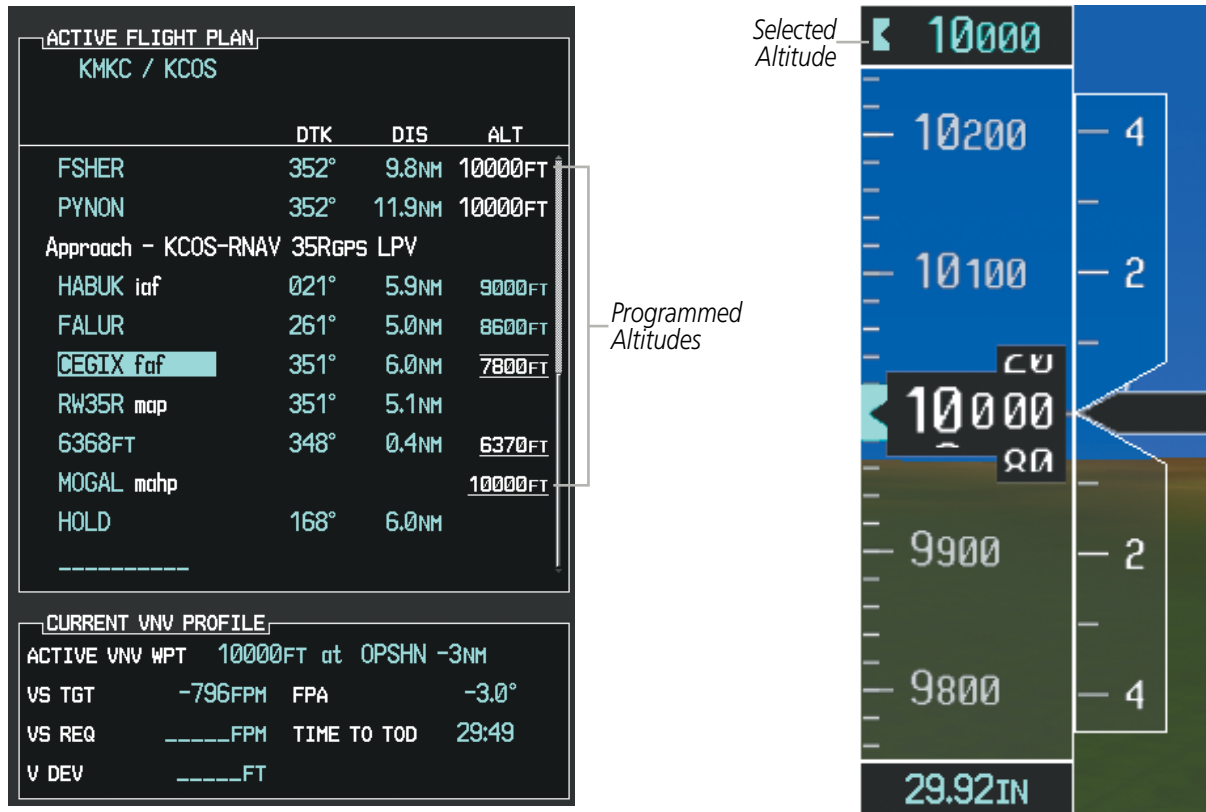 ACTIVE FLIGHT PLAN
KMKC / KCOS
DTK DIS ALT
FSHER 352° 9.8NM 10000FT
PYNON 352° 11.9NM 10000FT
Approach - KCOS-RNAV 35RGPS LPV
HABUK iaf 021° 5.9NM 9000FT
FALUR 261° 5.0NM 8600FT
CEGIX faf 351° 6.0NM 7800FT
RW35R map 351° 5.1NM
6368FT 348° 0.4NM 6370FT
MOGAL mahp 10000FT
HOLD 168° 6.0NM
__________
Programmed
Altitudes
CURRENT VNV PROFILE
ACTIVE VNV WPT 10000FT at OPSHN -3NM
VS TGT -796FPM FPA -3.0°
VS REQ _____FPM TIME TO TOD 29:49
V DEV _____FT
Selected
Altitude
10000
10200 4
10100 2
20
10000
80
9900 2
9800 4
29.92IN